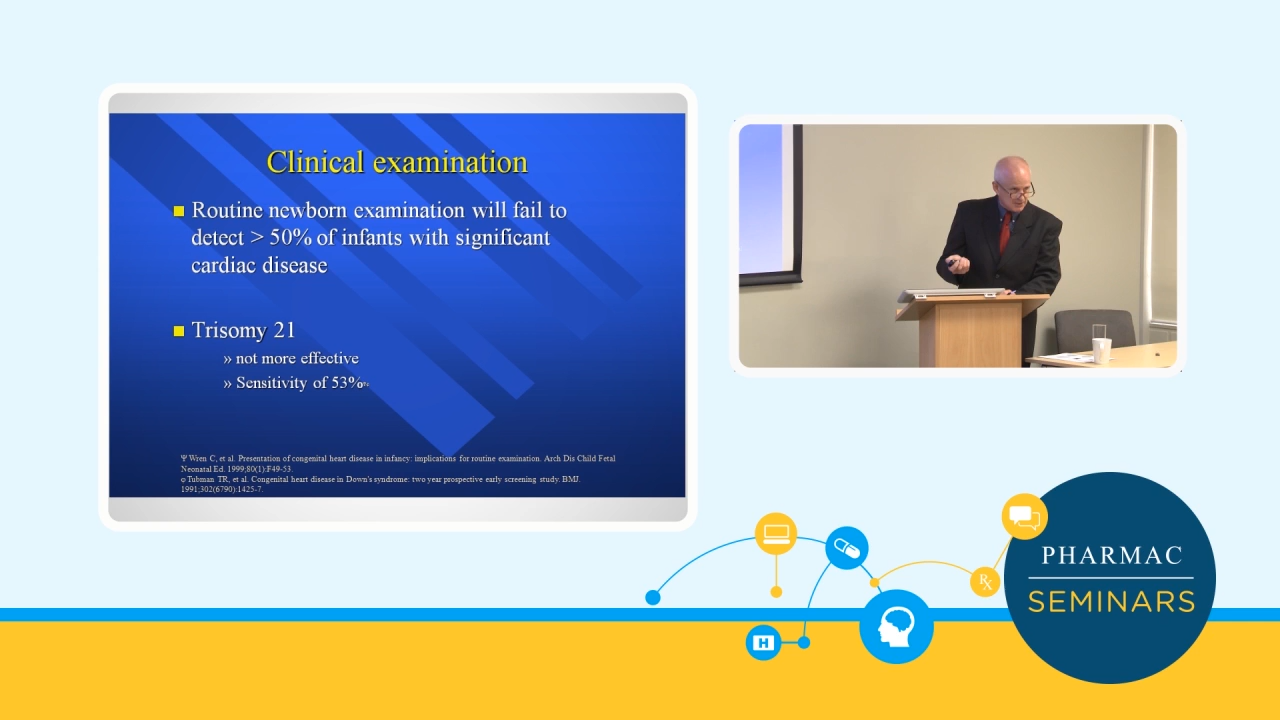 Clinical examination
Routine newborn examination will fail to
detect > 50% of infants with significant
cardiac disease
Trisomy 21
» not more effective
» Sensitivity of 53%
Ψ Wren C, et al. Presentation of congenital heart disease in infancy: implications for routine examination. Arch Dis Child Fetal
Neonatal Ed. 1999;80(1):F49-53.
φ Tubman TR, et al. Congenital heart disease in Down's syndrome: two year prospective early screening study. BMJ.
1991;302(6790):1425-7.
H
Rx
PHARMAC
SEMINARS